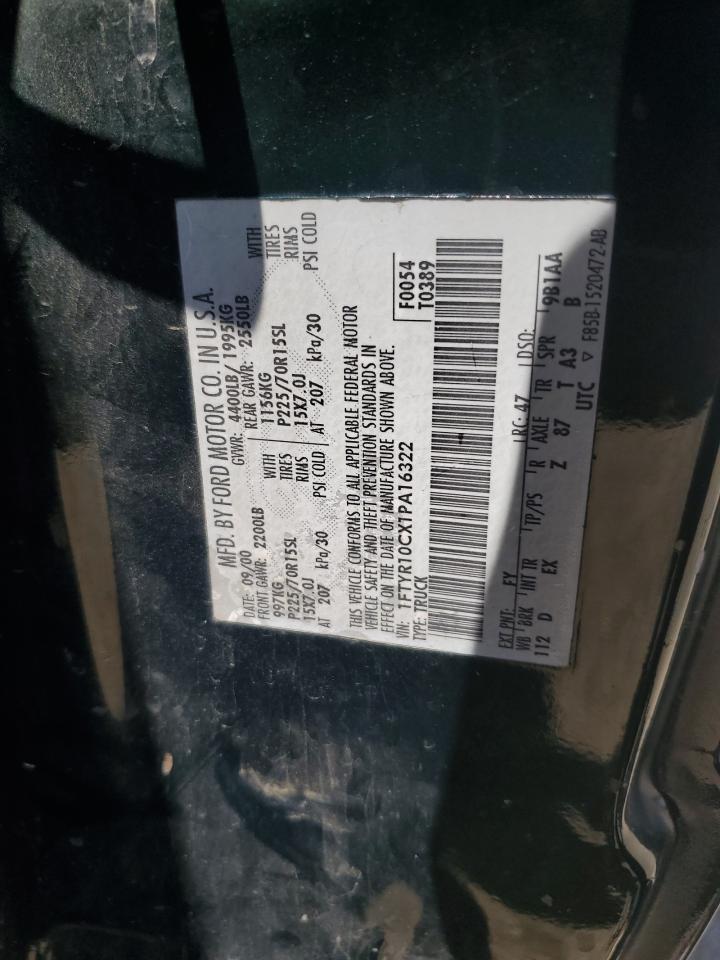 MFD. BY FORD MOTOR CO. IN U.S.A.
DATE: 09/00 GVWR: 4400LB/ 1995KG
FRONT GAWR: 2200LB REAR GAWR: 2550LB
997KG WITH 1156KG WITH
P225/70R15SL TIRES P225/70R15SL TIRES
15X7.0J RIMS 15X7.0J RIMS
AT 207 kPa/30 PSI COLD AT 207 kPa/30 PSI COLD
THIS VEHICLE CONFORMS TO ALL APPLICABLE FEDERAL MOTOR
VEHICLE SAFETY AND THEFT PREVENTION STANDARDS IN
EFFECT ON THE DATE OF MANUFACTURE SHOWN ABOVE.
VIN: 1FTYR10CX1PA16322 F0054
TYPE: TRUCK T0389
EXT PNT: FY RC: 47 DSO:
WB BRK INT TR TP/PS R AXLE TR SPR 9B1AA
112 D EX Z 87 T A3 B
UTC ▽ F85B-1520472-AB